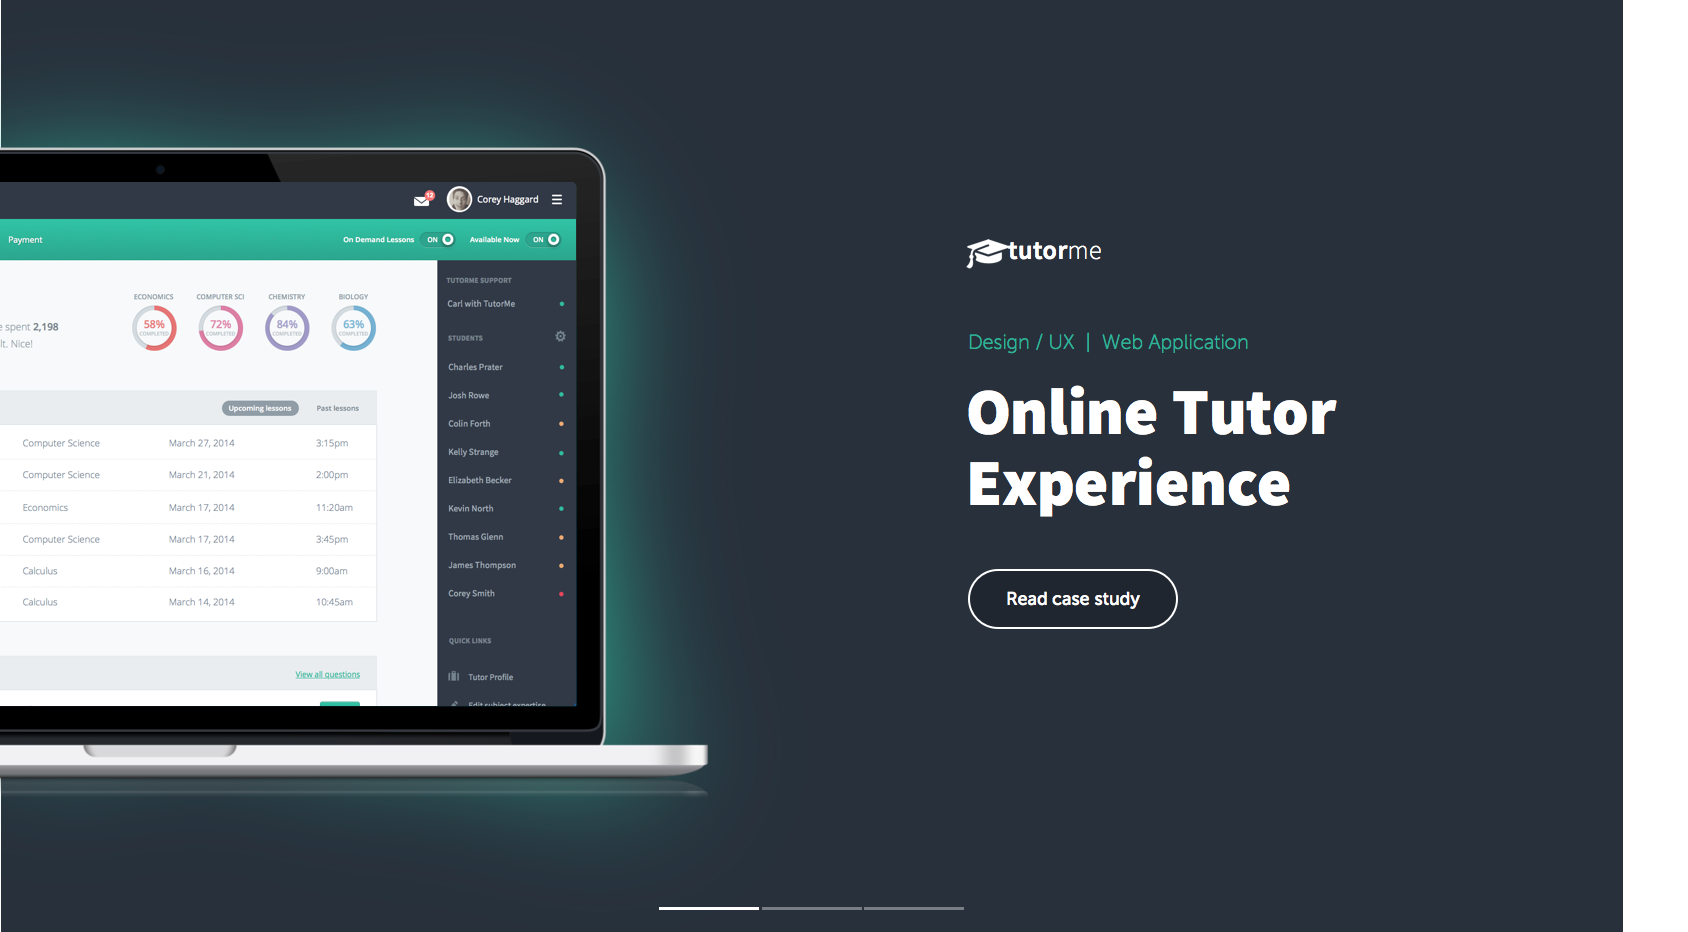 12
Corey Haggard
Payment
On Demand Lessons ON Available Now ON
e spent 2,198
lt. Nice!
ECONOMICS COMPUTER SCI CHEMISTRY BIOLOGY
58% 72% 84% 63%
COMPLETED COMPLETED COMPLETED COMPLETED
Upcoming lessons Past lessons
Computer Science March 27, 2014 3:15pm
Computer Science March 21, 2014 2:00pm
Economics March 17, 2014 11:20am
Computer Science March 17, 2014 3:45pm
Calculus March 16, 2014 9:00am
Calculus March 14, 2014 10:45am
View all questions
TUTORME SUPPORT
Carl with TutorMe
STUDENTS
Charles Prater
Josh Rowe
Colin Forth
Kelly Strange
Elizabeth Becker
Kevin North
Thomas Glenn
James Thompson
Corey Smith
QUICK LINKS
Tutor Profile
Edit subject expertise
tutorme
Design / UX | Web Application
Online Tutor
Experience
Read case study